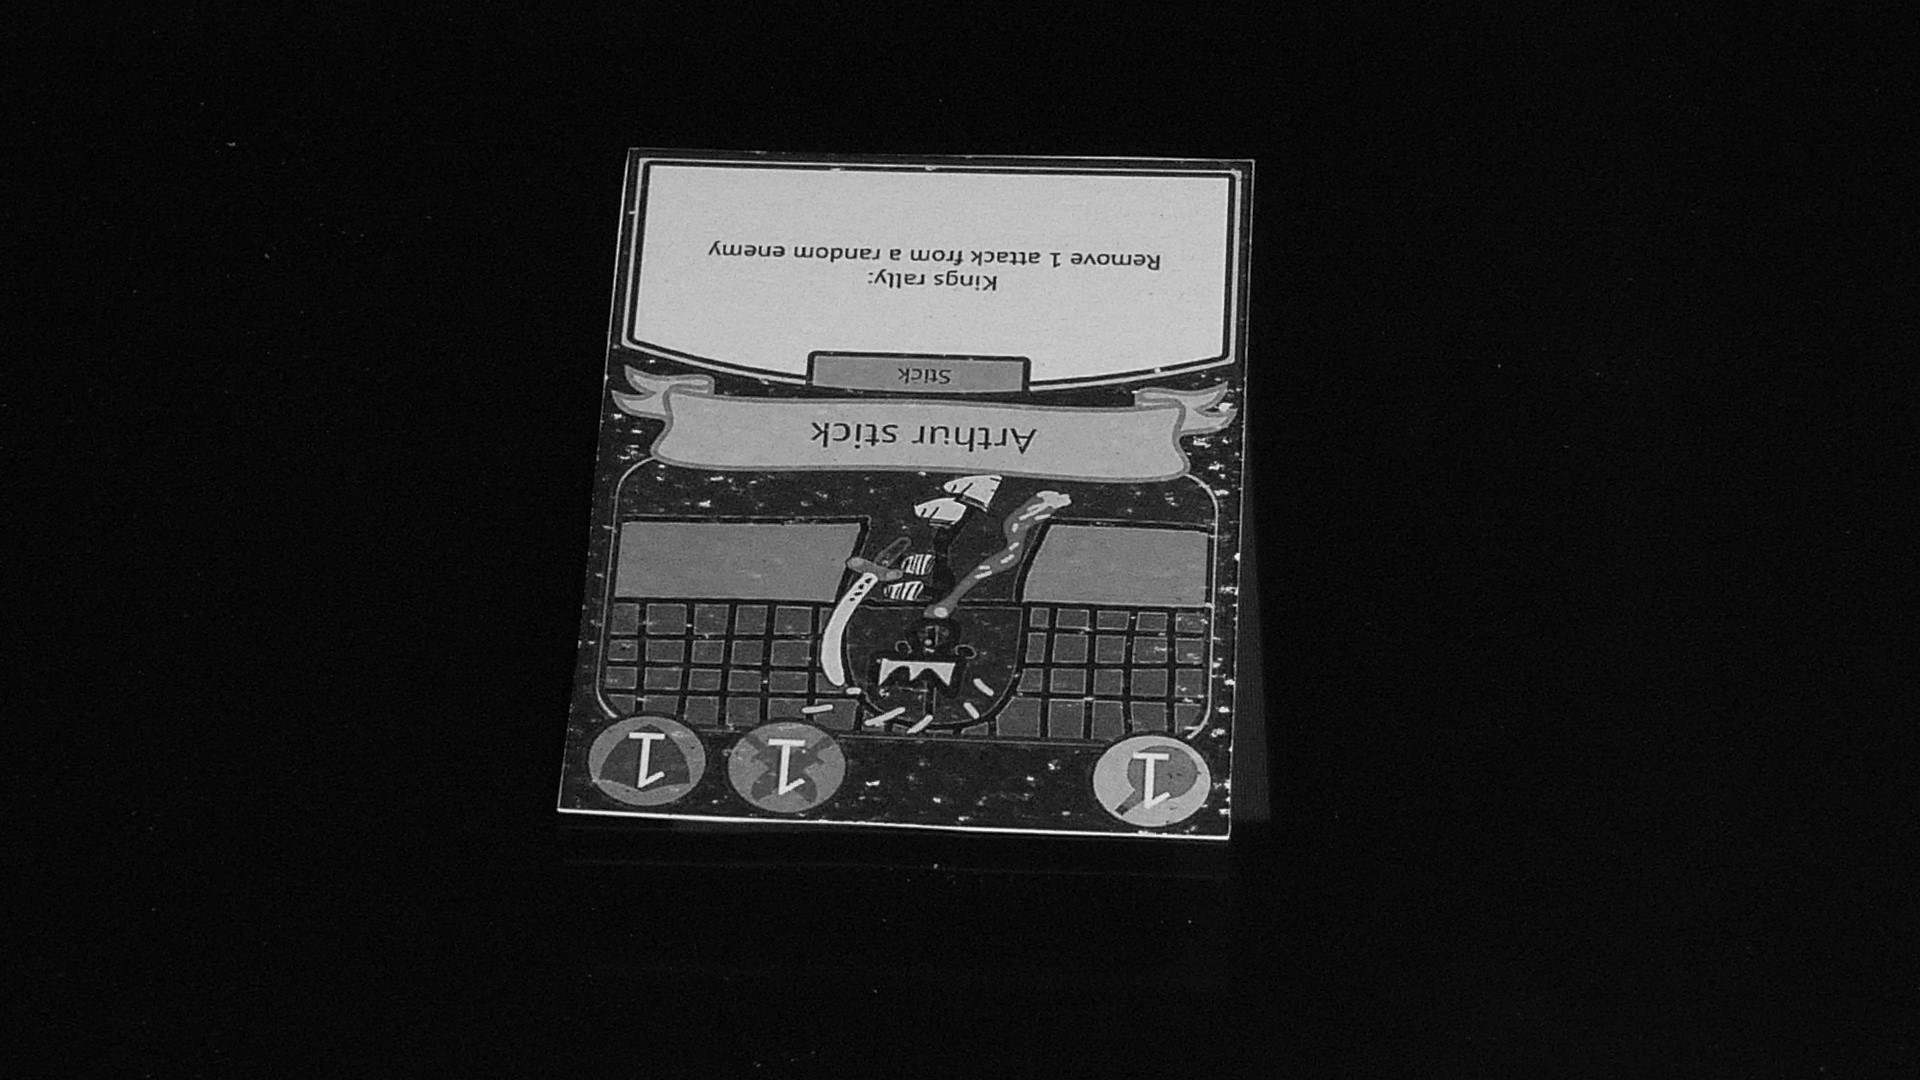 1 1 1
Arthur stick
Stick
Kings rally:
Remove 1 attack from a random enemy